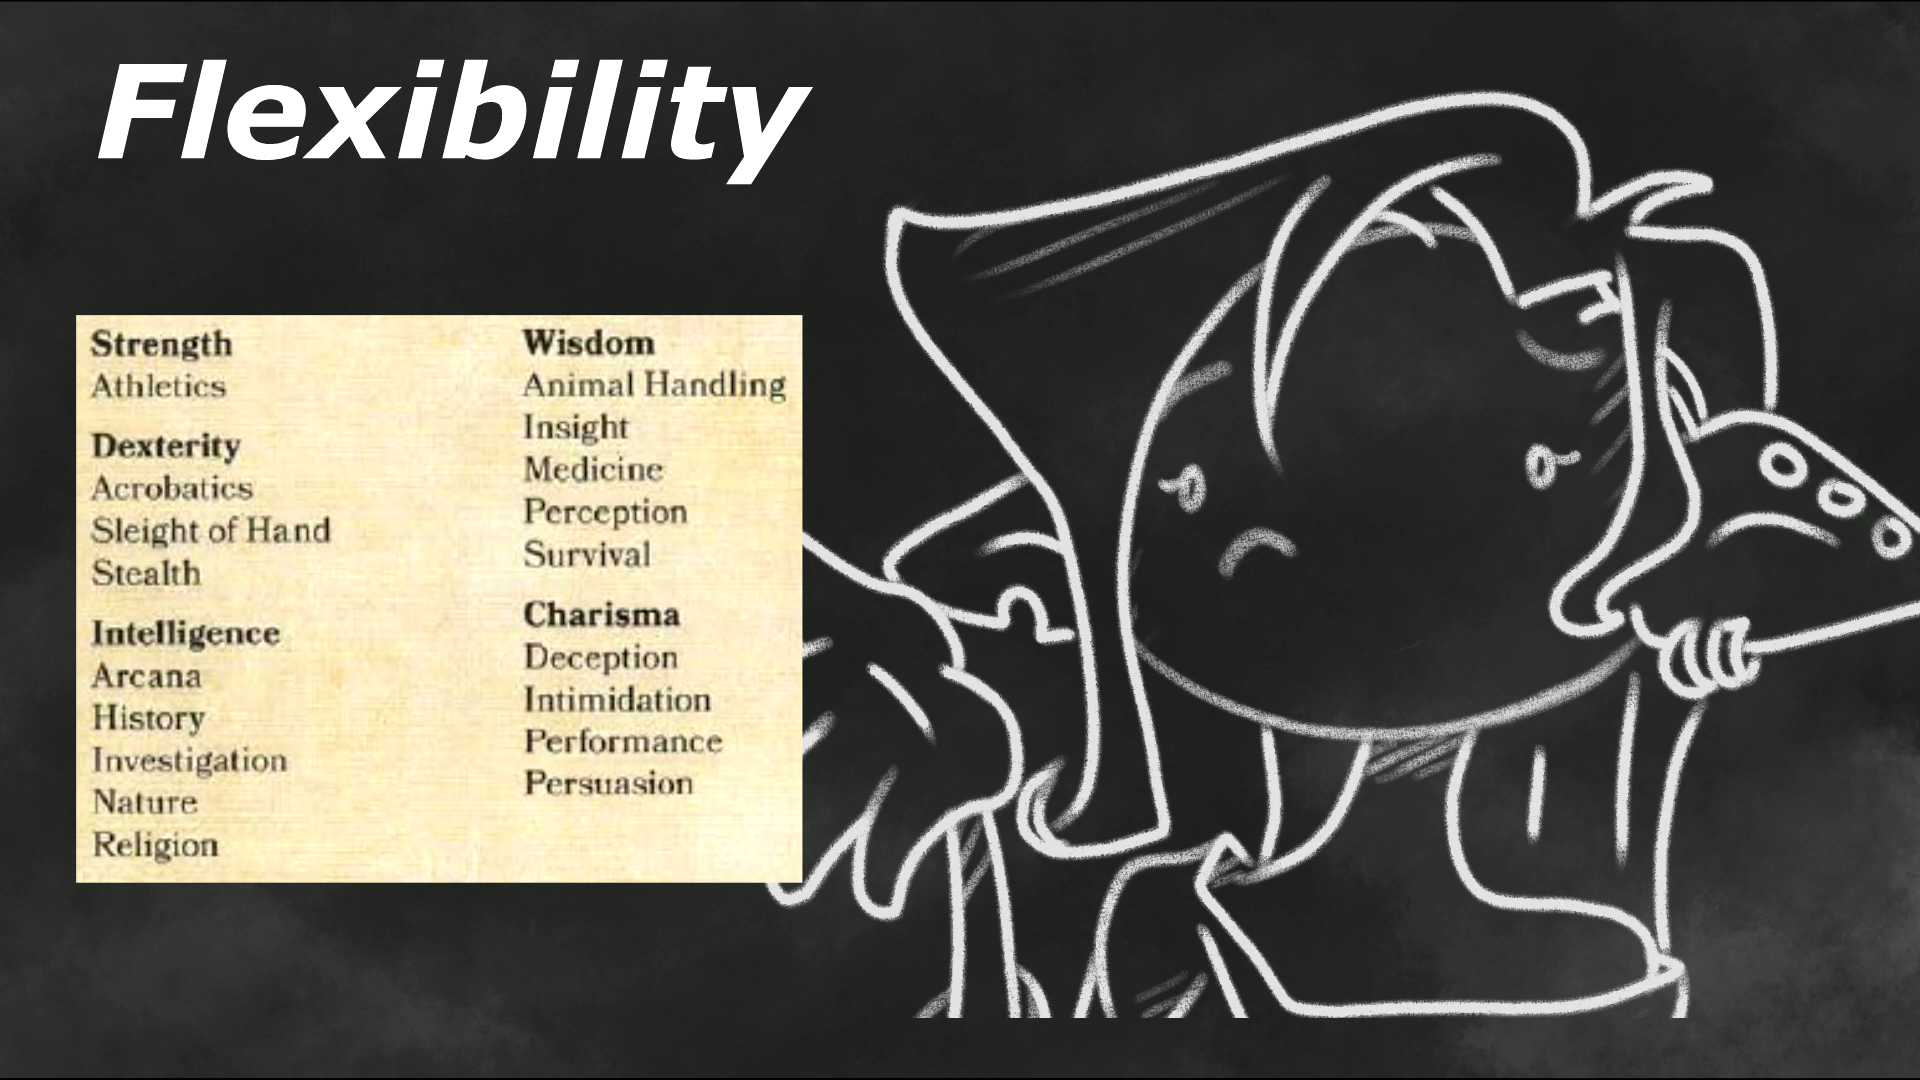 Flexibility
Strength
Athletics
Dexterity
Acrobatics
Sleight of Hand
Stealth
Intelligence
Arcana
History
Investigation
Nature
Religion
Wisdom
Animal Handling
Insight
Medicine
Perception
Survival
Charisma
Deception
Intimidation
Performance
Persuasion